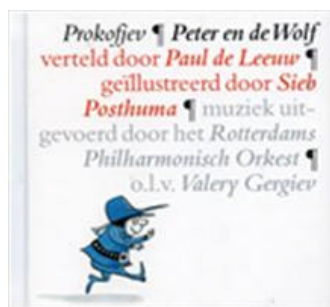 Prokofjev ¶ Peter en de Wolf
verteld door Paul de Leeuw ¶
geïllustreerd door Sieb
Posthuma ¶ muziek uit-
gevoerd door het Rotterdams
Philharmonisch Orkest ¶
o.l.v. Valery Gergiev